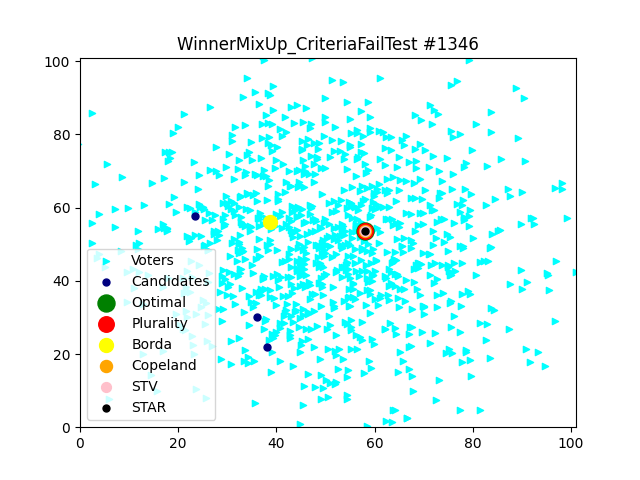 WinnerMixUp_CriteriaFailTest #1346
100
80
60
40
20
0
Voters
Candidates
Optimal
Plurality
Borda
Copeland
STV
STAR
0 20 40 60 80 100